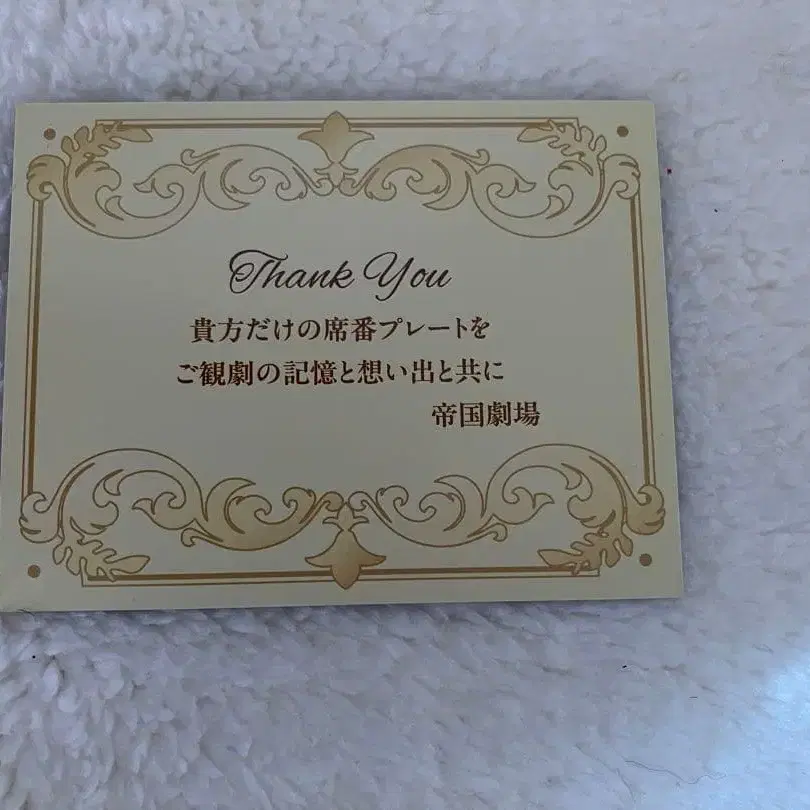 Thank You
貴方だけの席番プレートを
ご観劇の記憶と想い出と共に
帝国劇場